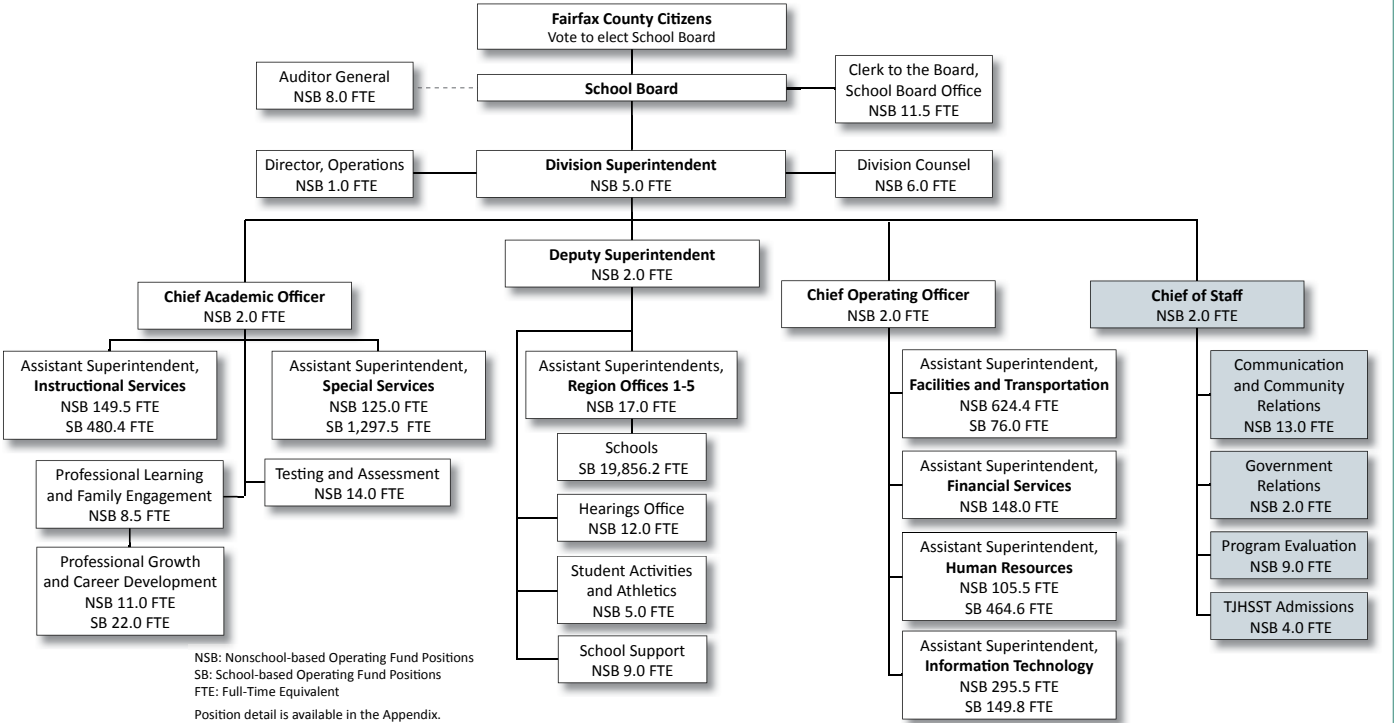 Fairfax County Citizens
Vote to elect School Board
Auditor General
NSB 8.0 FTE
School Board
Clerk to the Board,
School Board Office
NSB 11.5 FTE
Director, Operations
NSB 1.0 FTE
Division Superintendent
NSB 5.0 FTE
Division Counsel
NSB 6.0 FTE
Deputy Superintendent
NSB 2.0 FTE
Chief Academic Officer
NSB 2.0 FTE
Chief Operating Officer
NSB 2.0 FTE
Chief of Staff
NSB 2.0 FTE
Assistant Superintendent,
Instructional Services
NSB 149.5 FTE
SB 480.4 FTE
Assistant Superintendent,
Special Services
NSB 125.0 FTE
SB 1,297.5 FTE
Professional Learning
and Family Engagement
NSB 8.5 FTE
Testing and Assessment
NSB 14.0 FTE
Professional Growth
and Career Development
NSB 11.0 FTE
SB 22.0 FTE
Assistant Superintendents,
Region Offices 1-5
NSB 17.0 FTE
Schools
SB 19,856.2 FTE
Hearings Office
NSB 12.0 FTE
Student Activities
and Athletics
NSB 5.0 FTE
School Support
NSB 9.0 FTE
Assistant Superintendent,
Facilities and Transportation
NSB 624.4 FTE
SB 76.0 FTE
Assistant Superintendent,
Financial Services
NSB 148.0 FTE
Assistant Superintendent,
Human Resources
NSB 105.5 FTE
SB 464.6 FTE
Assistant Superintendent,
Information Technology
NSB 295.5 FTE
SB 149.8 FTE
Communication
and Community
Relations
NSB 13.0 FTE
Government
Relations
NSB 2.0 FTE
Program Evaluation
NSB 9.0 FTE
TJHSST Admissions
NSB 4.0 FTE
NSB: Nonschool-based Operating Fund Positions
SB: School-based Operating Fund Positions
FTE: Full-Time Equivalent
Position detail is available in the Appendix.